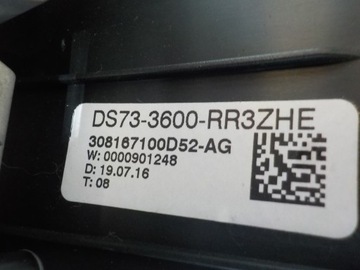 DS73-3600-RR3ZHE
308167100D52-AG
W: 0000901248
D: 19.07.16
T: 08